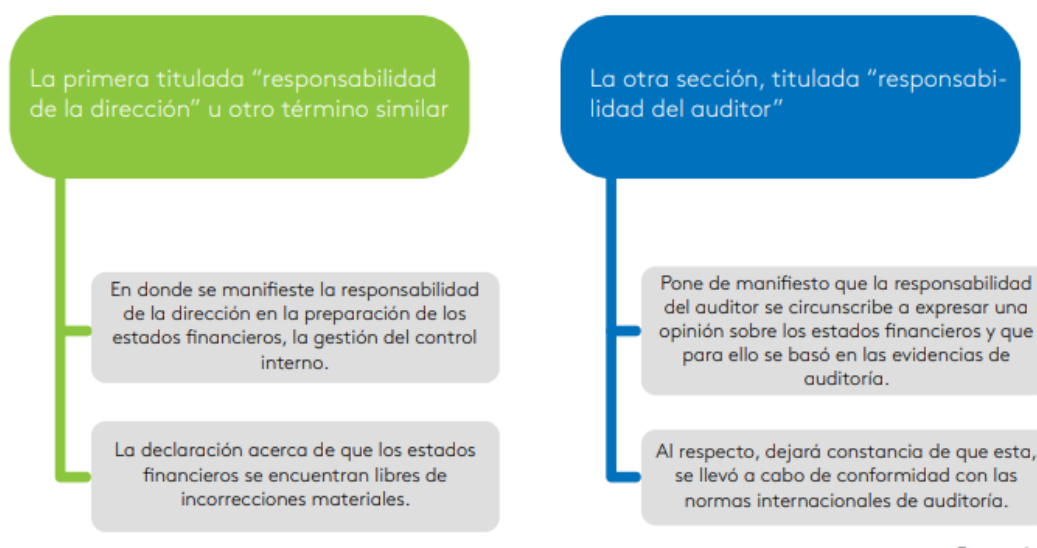 La primera titulada “responsabilidad
de la dirección” u otro término similar
En donde se manifieste la responsabilidad
de la dirección en la preparación de los
estados financieros, la gestión del control
interno.
La declaración acerca de que los estados
financieros se encuentran libres de
incorrecciones materiales.
La otra sección, titulada “responsabi-
lidad del auditor”
Pone de manifiesto que la responsabilidad
del auditor se circunscribe a expresar una
opinión sobre los estados financieros y que
para ello se basó en las evidencias de
auditoría.
Al respecto, dejará constancia de que esta,
se llevó a cabo de conformidad con las
normas internacionales de auditoría.